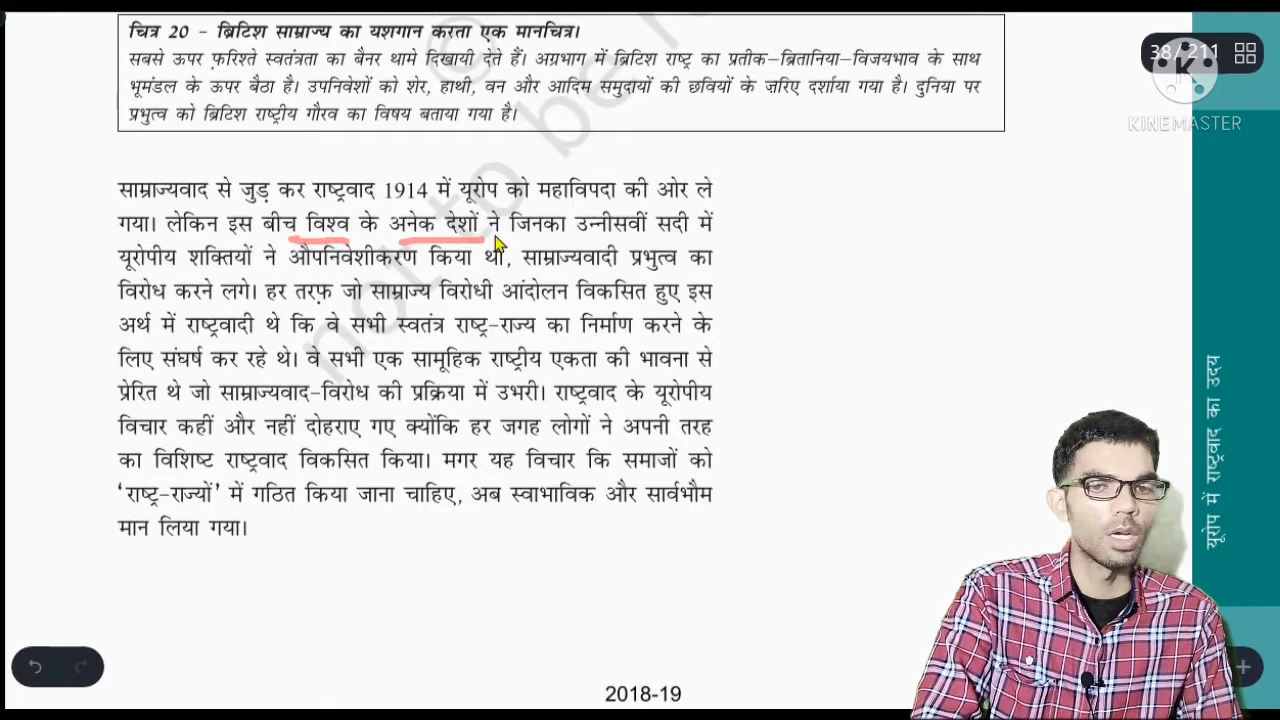 चित्र 20 – ब्रिटिश साम्राज्य का यशगान करता एक मानचित्र।
सबसे ऊपर फ़रिश्ते स्वतंत्रता का बैनर थामे दिखायी देते हैं। अग्रभाग में ब्रिटिश राष्ट्र का प्रतीक–ब्रितानिया–विजयभाव के साथ
भूमंडल के ऊपर बैठा है। उपनिवेशों को शेर, हाथी, वन और आदिम समुदायों की छवियों के ज़रिए दर्शाया गया है। दुनिया पर
प्रभुत्व को ब्रिटिश राष्ट्रीय गौरव का विषय बताया गया है।
38/211
K
KINEMASTER
साम्राज्यवाद से जुड़ कर राष्ट्रवाद 1914 में यूरोप को महाविपदा की ओर ले
गया। लेकिन इस बीच विश्व के अनेक देशों ने जिनका उन्नीसवीं सदी में
यूरोपीय शक्तियों ने औपनिवेशीकरण किया था, साम्राज्यवादी प्रभुत्व का
विरोध करने लगे। हर तरफ़ जो साम्राज्य विरोधी आंदोलन विकसित हुए इस
अर्थ में राष्ट्रवादी थे कि वे सभी स्वतंत्र राष्ट्र–राज्य का निर्माण करने के
लिए संघर्ष कर रहे थे। वे सभी एक सामूहिक राष्ट्रीय एकता की भावना से
प्रेरित थे जो साम्राज्यवाद–विरोध की प्रक्रिया में उभरी। राष्ट्रवाद के यूरोपीय
विचार कहीं और नहीं दोहराए गए क्योंकि हर जगह लोगों ने अपनी तरह
का विशिष्ट राष्ट्रवाद विकसित किया। मगर यह विचार कि समाजों को
‘राष्ट्र–राज्यों’ में गठित किया जाना चाहिए, अब स्वाभाविक और सार्वभौम
मान लिया गया।
not to be
यूरोप में राष्ट्रवाद का उदय
2018-19